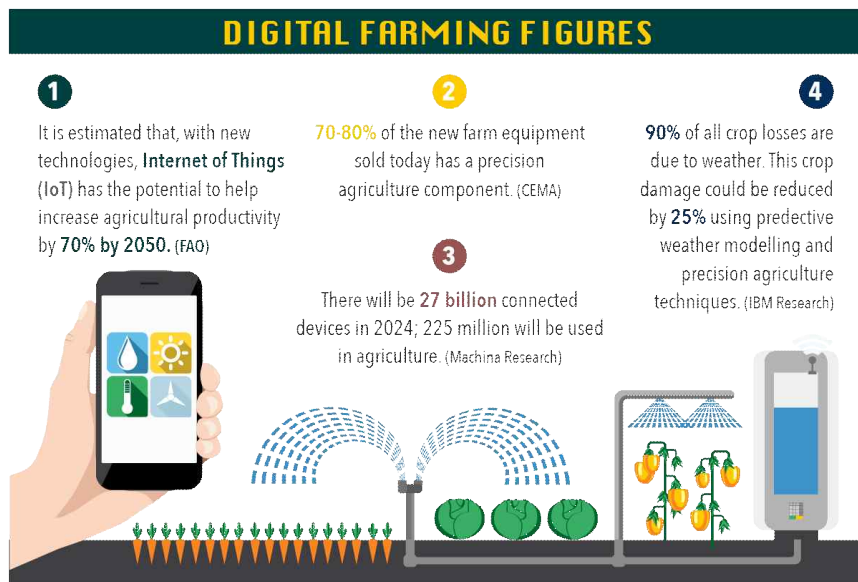 DIGITAL FARMING FIGURES
1
It is estimated that, with new
technologies, Internet of Things
(IoT) has the potential to help
increase agricultural productivity
by 70% by 2050. (FAO)
2
70-80% of the new farm equipment
sold today has a precision
agriculture component. (CEMA)
3
There will be 27 billion connected
devices in 2024; 225 million will be used
in agriculture. (Machina Research)
4
90% of all crop losses are
due to weather. This crop
damage could be reduced
by 25% using predective
weather modelling and
precision agriculture
techniques. (IBM Research)